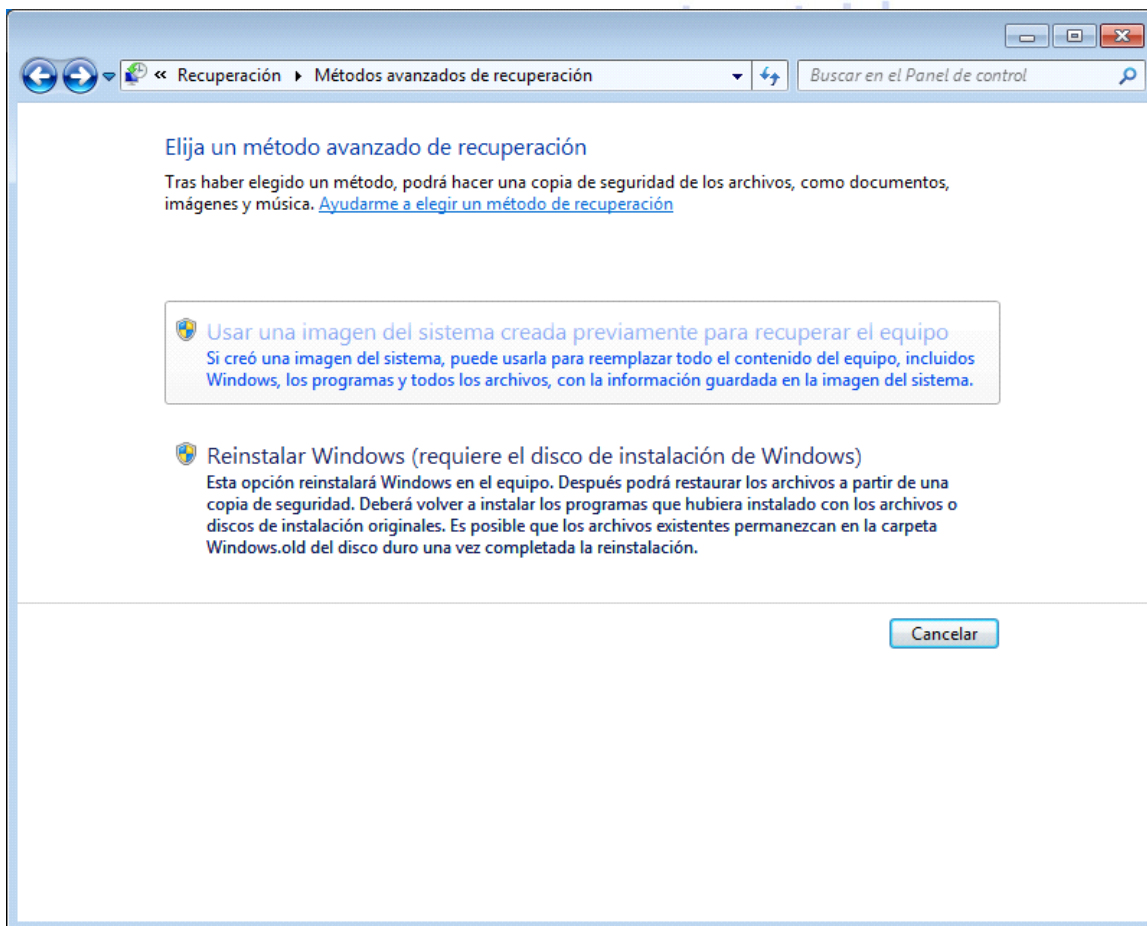 « Recuperación ▸ Métodos avanzados de recuperación
Buscar en el Panel de control
Elija un método avanzado de recuperación
Tras haber elegido un método, podrá hacer una copia de seguridad de los archivos, como documentos,
imágenes y música. Ayudarme a elegir un método de recuperación
Usar una imagen del sistema creada previamente para recuperar el equipo
Si creó una imagen del sistema, puede usarla para reemplazar todo el contenido del equipo, incluidos
Windows, los programas y todos los archivos, con la información guardada en la imagen del sistema.
Reinstalar Windows (requiere el disco de instalación de Windows)
Esta opción reinstalará Windows en el equipo. Después podrá restaurar los archivos a partir de una
copia de seguridad. Deberá volver a instalar los programas que hubiera instalado con los archivos o
discos de instalación originales. Es posible que los archivos existentes permanezcan en la carpeta
Windows.old del disco duro una vez completada la reinstalación.
Cancelar